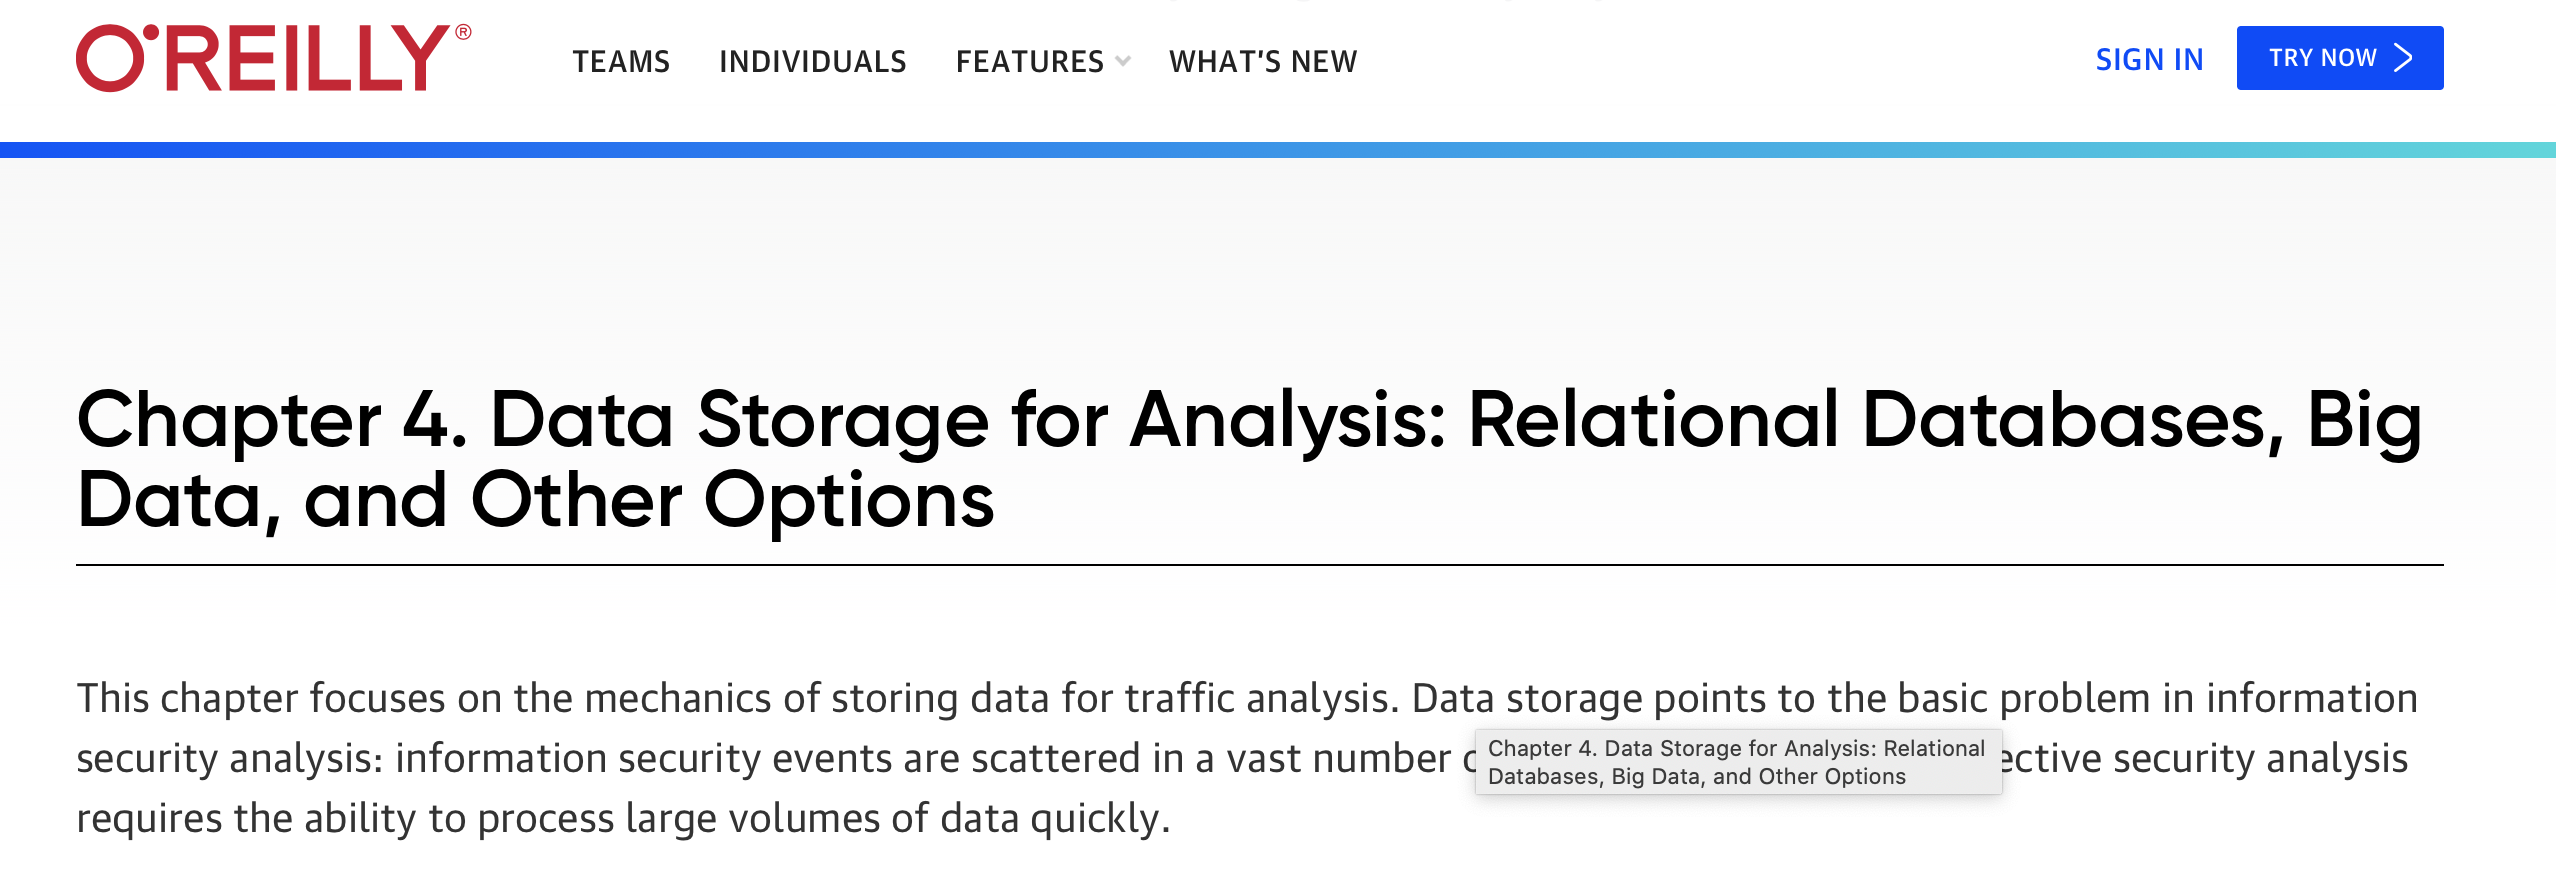 O'REILLY®
TEAMS INDIVIDUALS FEATURES WHAT'S NEW SIGN IN TRY NOW
Chapter 4. Data Storage for Analysis: Relational Databases, Big
Data, and Other Options
This chapter focuses on the mechanics of storing data for traffic analysis. Data storage points to the basic problem in information
security analysis: information security events are scattered in a vast number ective security analysis
Chapter 4. Data Storage for Analysis: Relational
Databases, Big Data, and Other Options
requires the ability to process large volumes of data quickly.